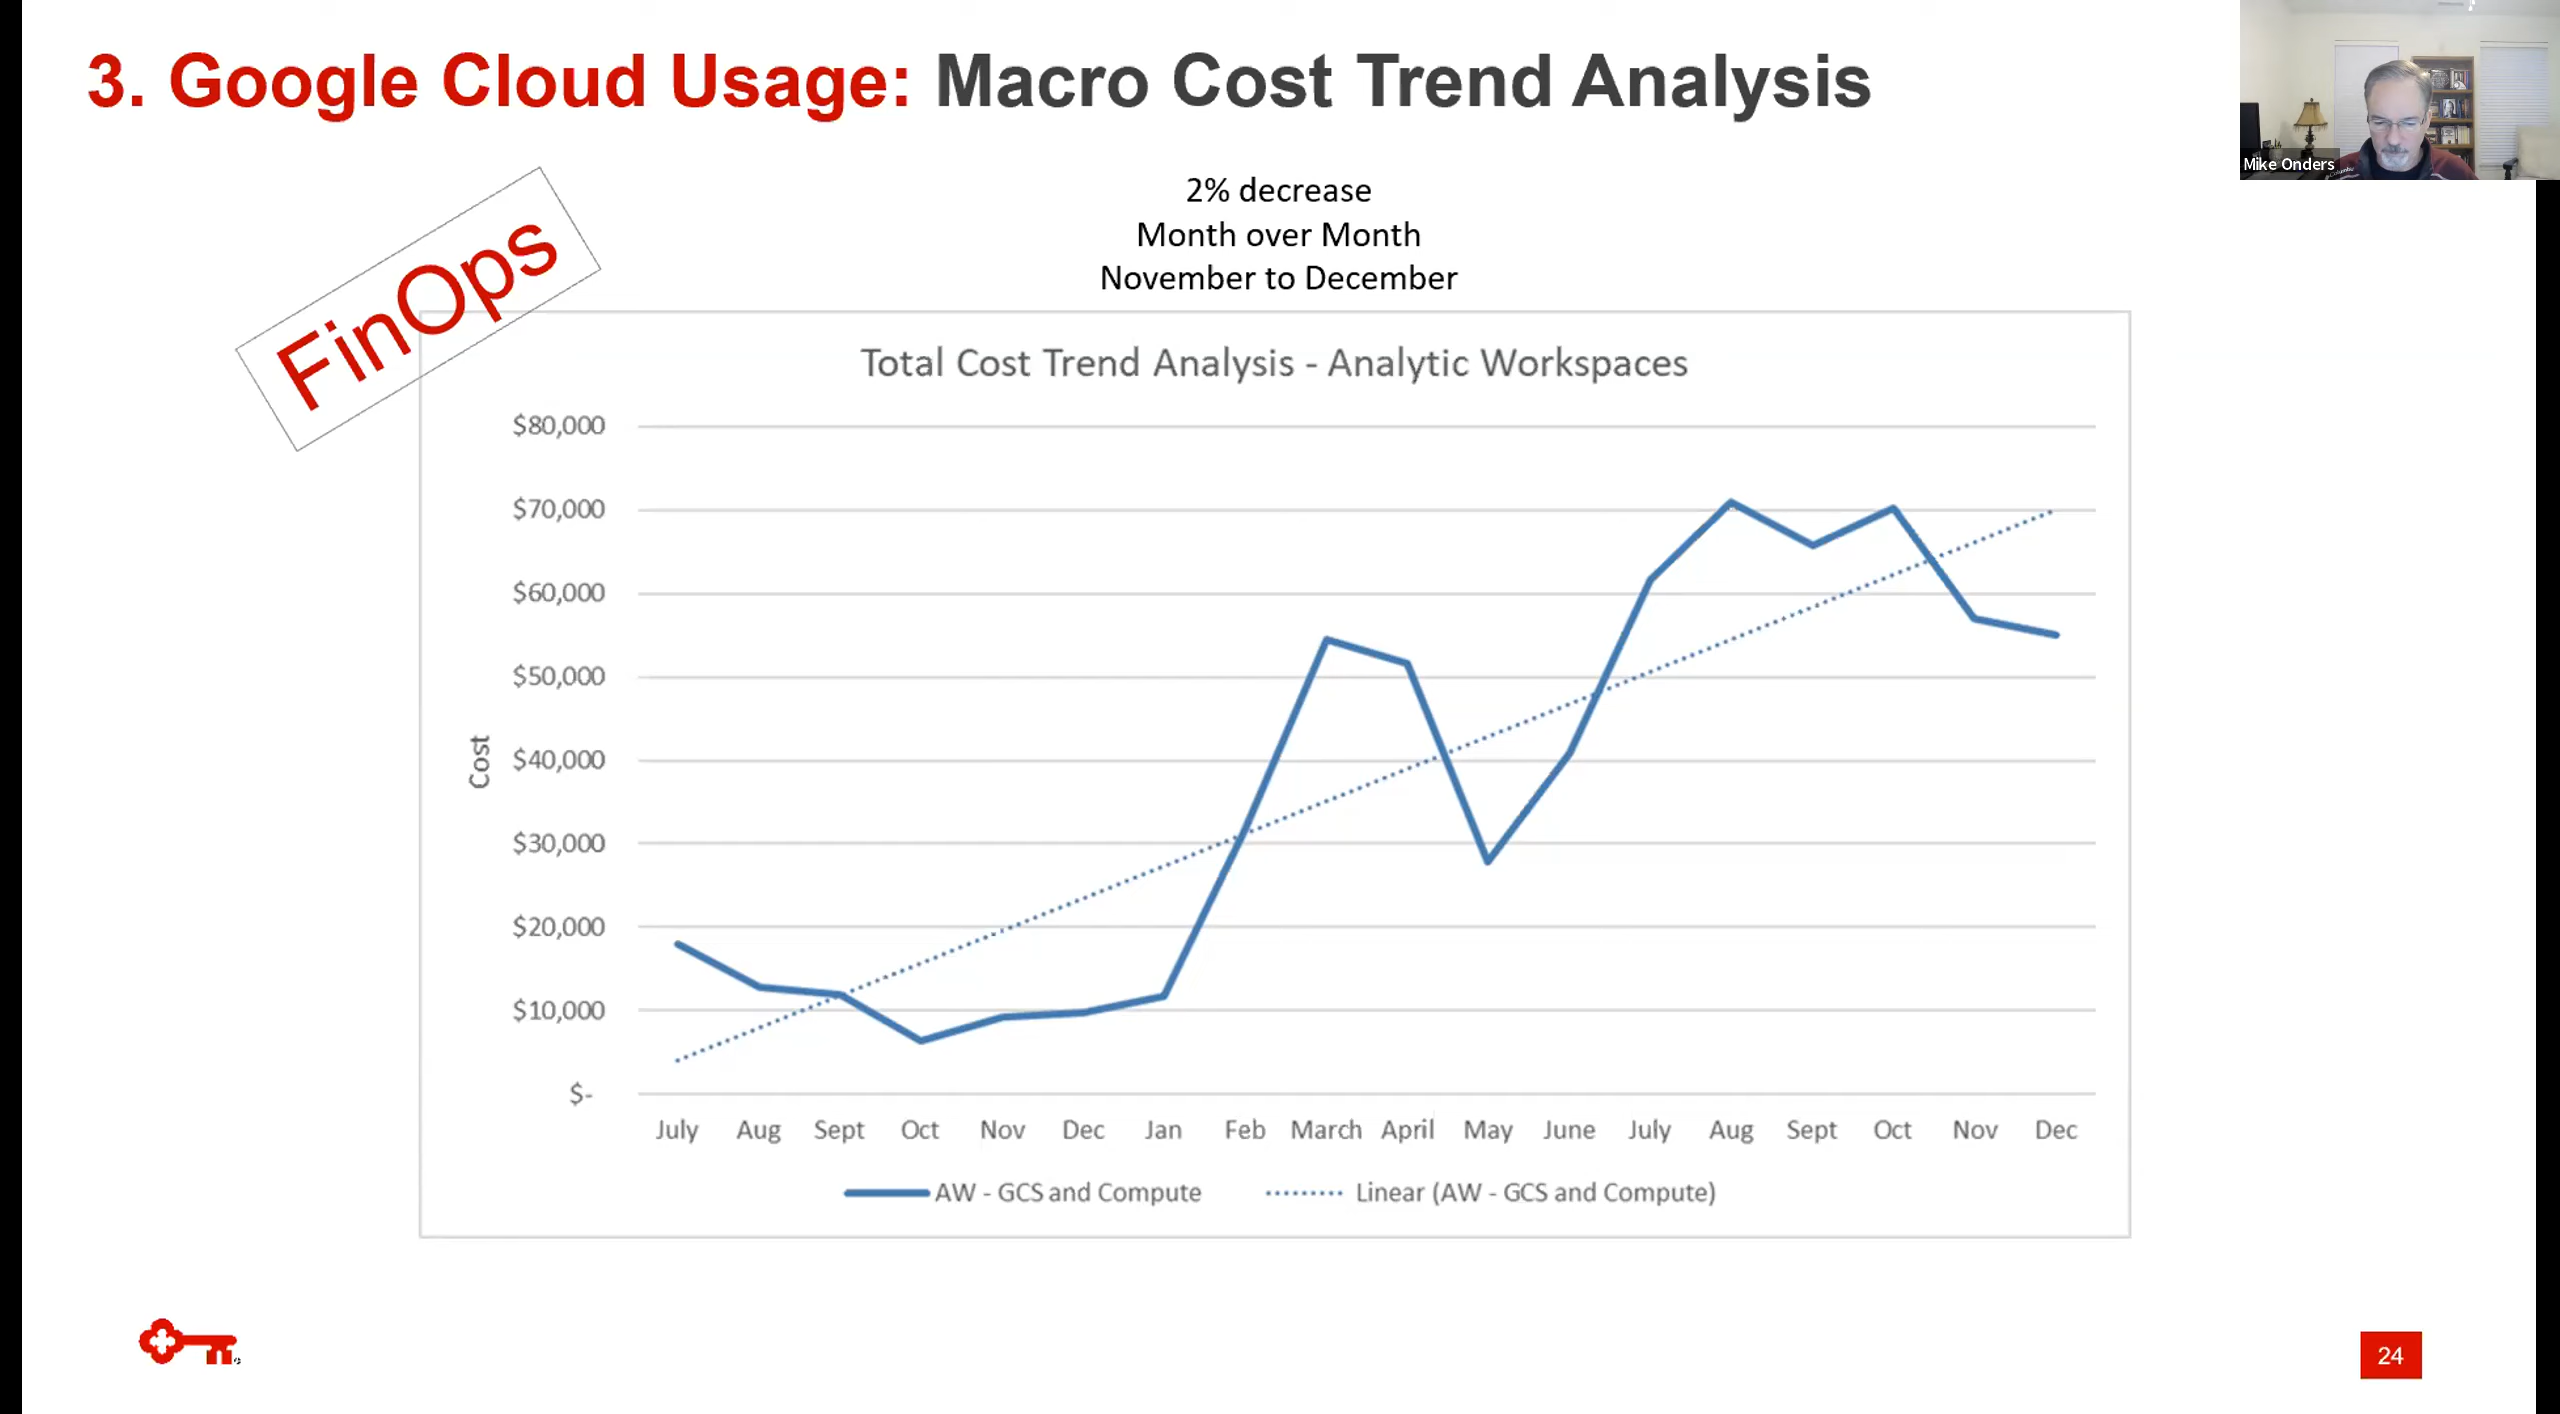 3. Google Cloud Usage: Macro Cost Trend Analysis
Mike Onders
FinOps
2% decrease
Month over Month
November to December
Total Cost Trend Analysis - Analytic Workspaces
$80,000
$70,000
$60,000
$50,000
$40,000
$30,000
$20,000
$10,000
$-
Cost
July Aug Sept Oct Nov Dec Jan Feb March April May June July Aug Sept Oct Nov Dec
AW - GCS and Compute Linear (AW - GCS and Compute)
24